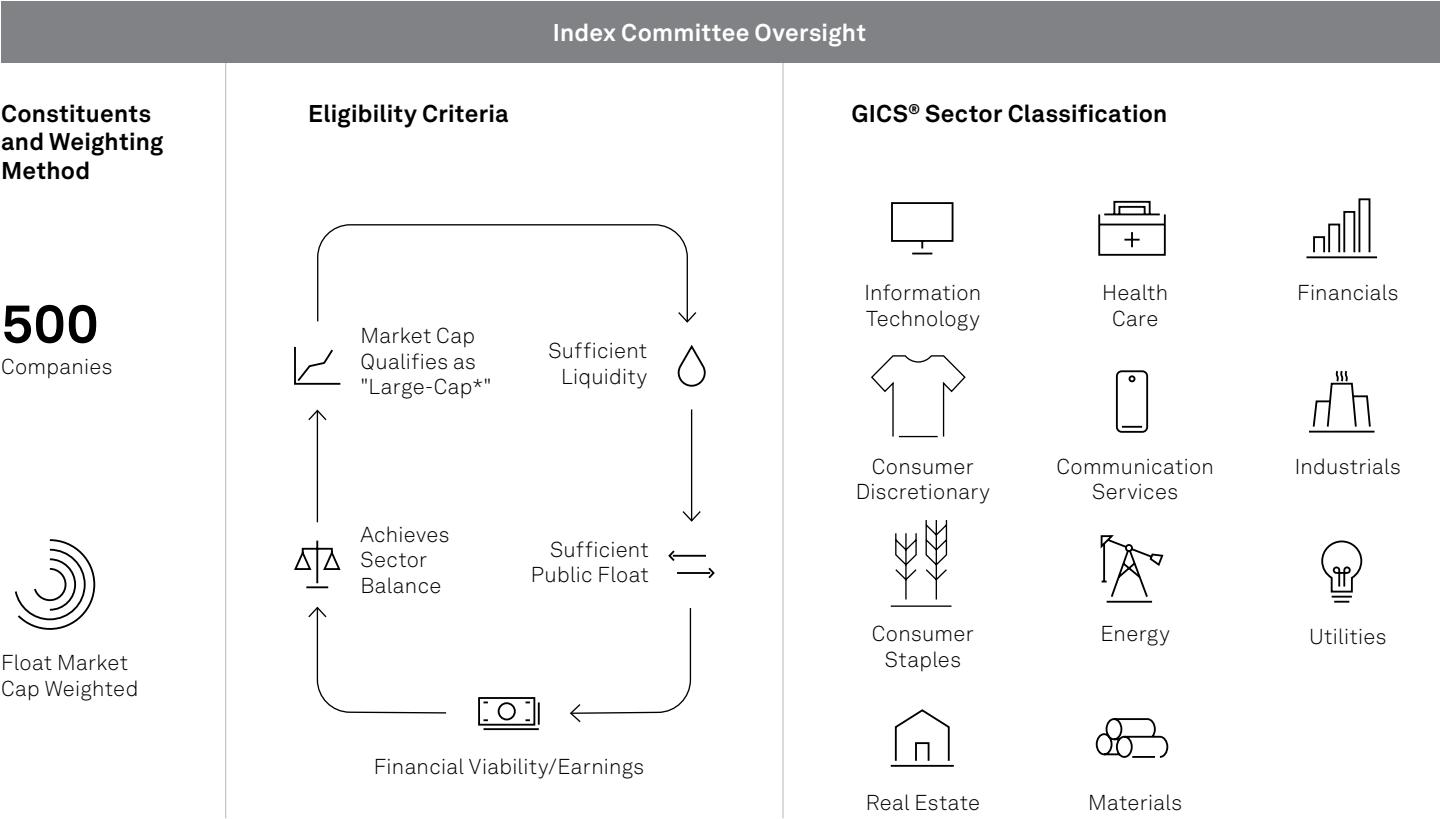 Index Committee Oversight
Constituents
and Weighting
Method
500
Companies
Float Market
Cap Weighted
Eligibility Criteria
Market Cap
Qualifies as
"Large-Cap*"
Sufficient
Liquidity
Achieves
Sector
Balance
Sufficient
Public Float
Financial Viability/Earnings
GICS® Sector Classification
Information
Technology
Health
Care
Financials
Consumer
Discretionary
Communication
Services
Industrials
Consumer
Staples
Energy
Utilities
Real Estate
Materials